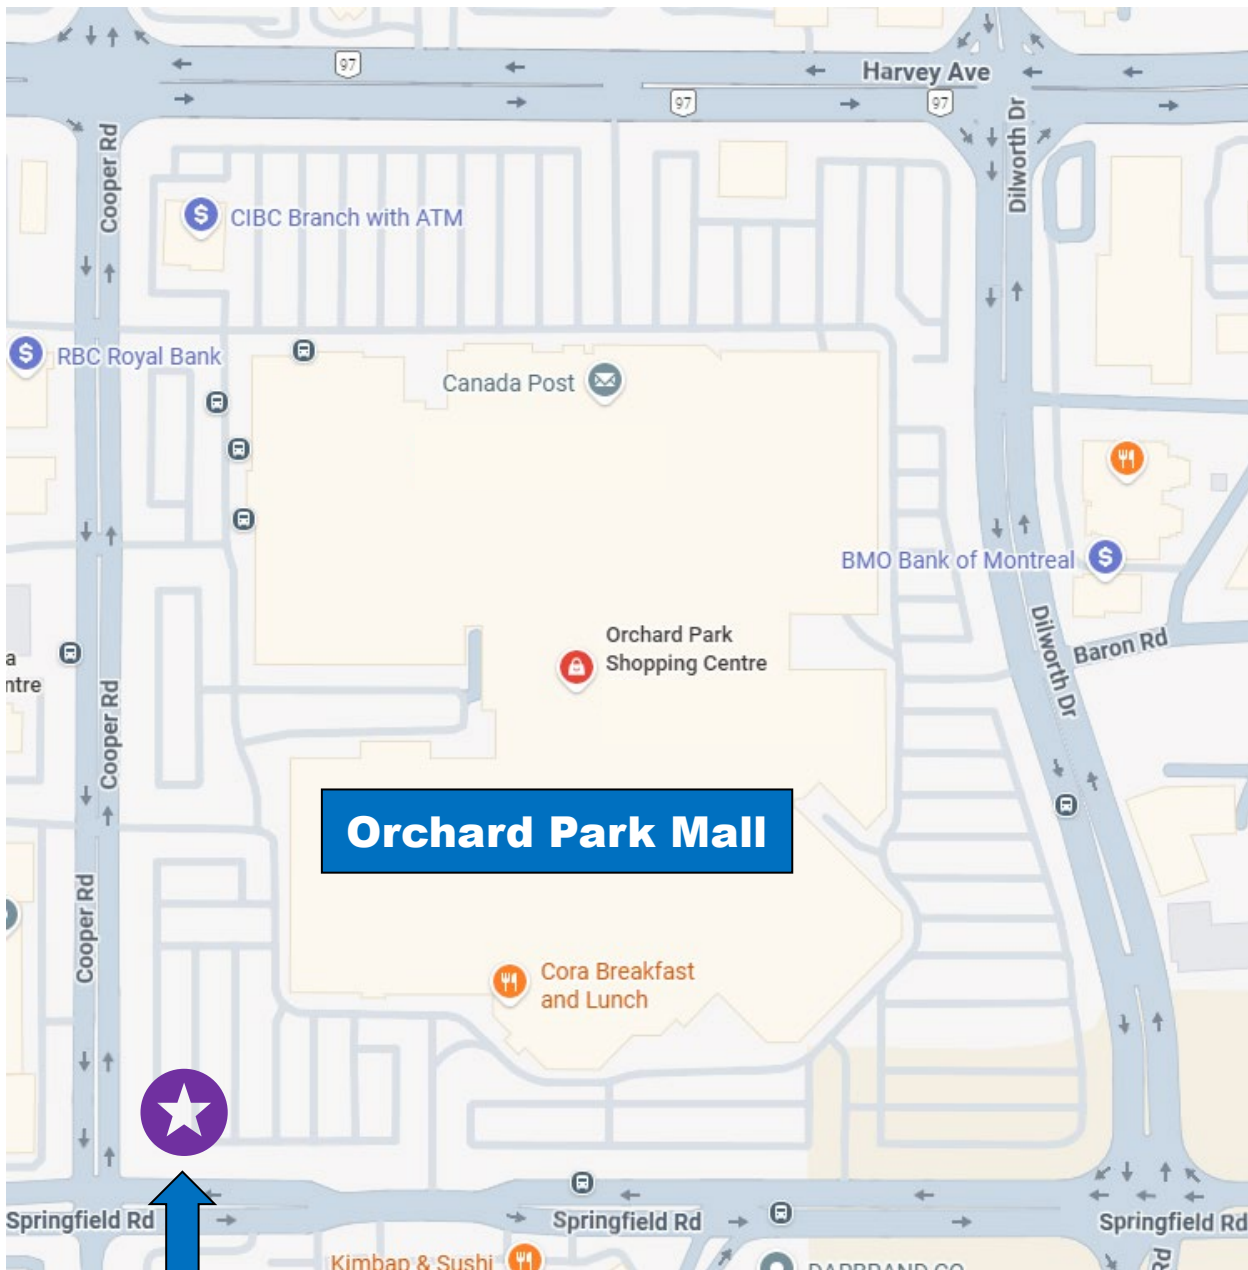 97
Harvey Ave
97
97
Cooper Rd
Dilworth Dr
CIBC Branch with ATM
RBC Royal Bank
Canada Post
BMO Bank of Montreal
Orchard Park
Shopping Centre
Dilworth Dr
Baron Rd
a
ntre
Cooper Rd
Orchard Park Mall
Cooper Rd
Cora Breakfast
and Lunch
Springfield Rd
Springfield Rd
Springfield Rd
Kimbap & Sushi
Rd